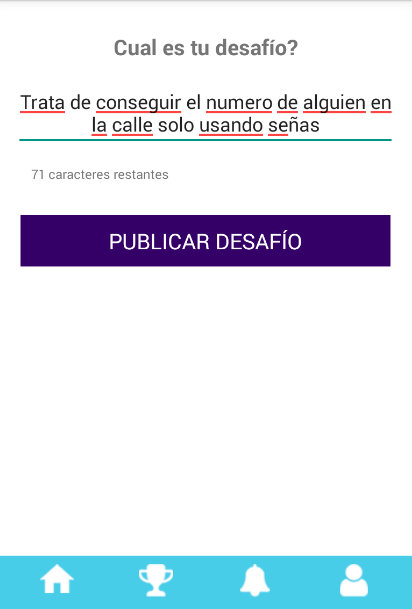 Cual es tu desafío?
Trata de conseguir el numero de alguien en
la calle solo usando señas
71 caracteres restantes
PUBLICAR DESAFÍO